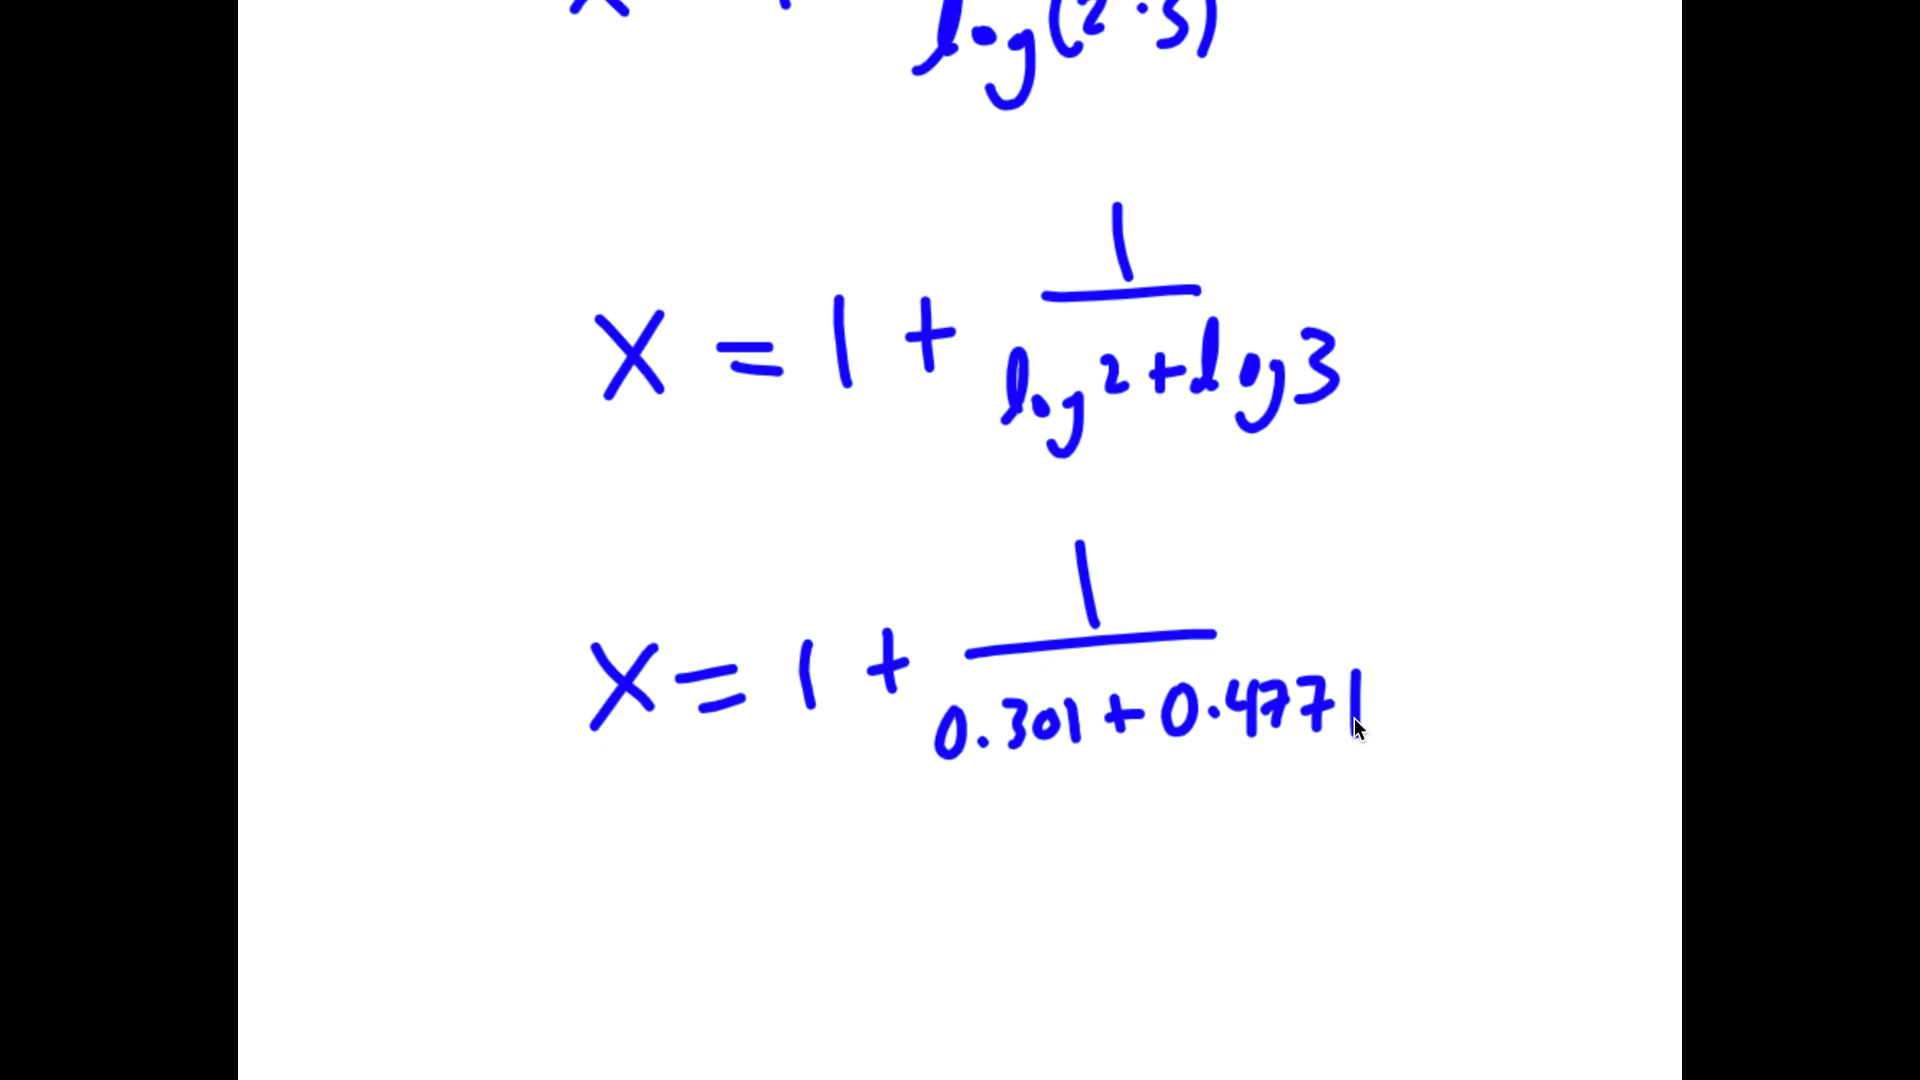 log(2·3)
x = 1 + 1/(log2+log3)
x = 1 + 1/(0.301+0.4771)